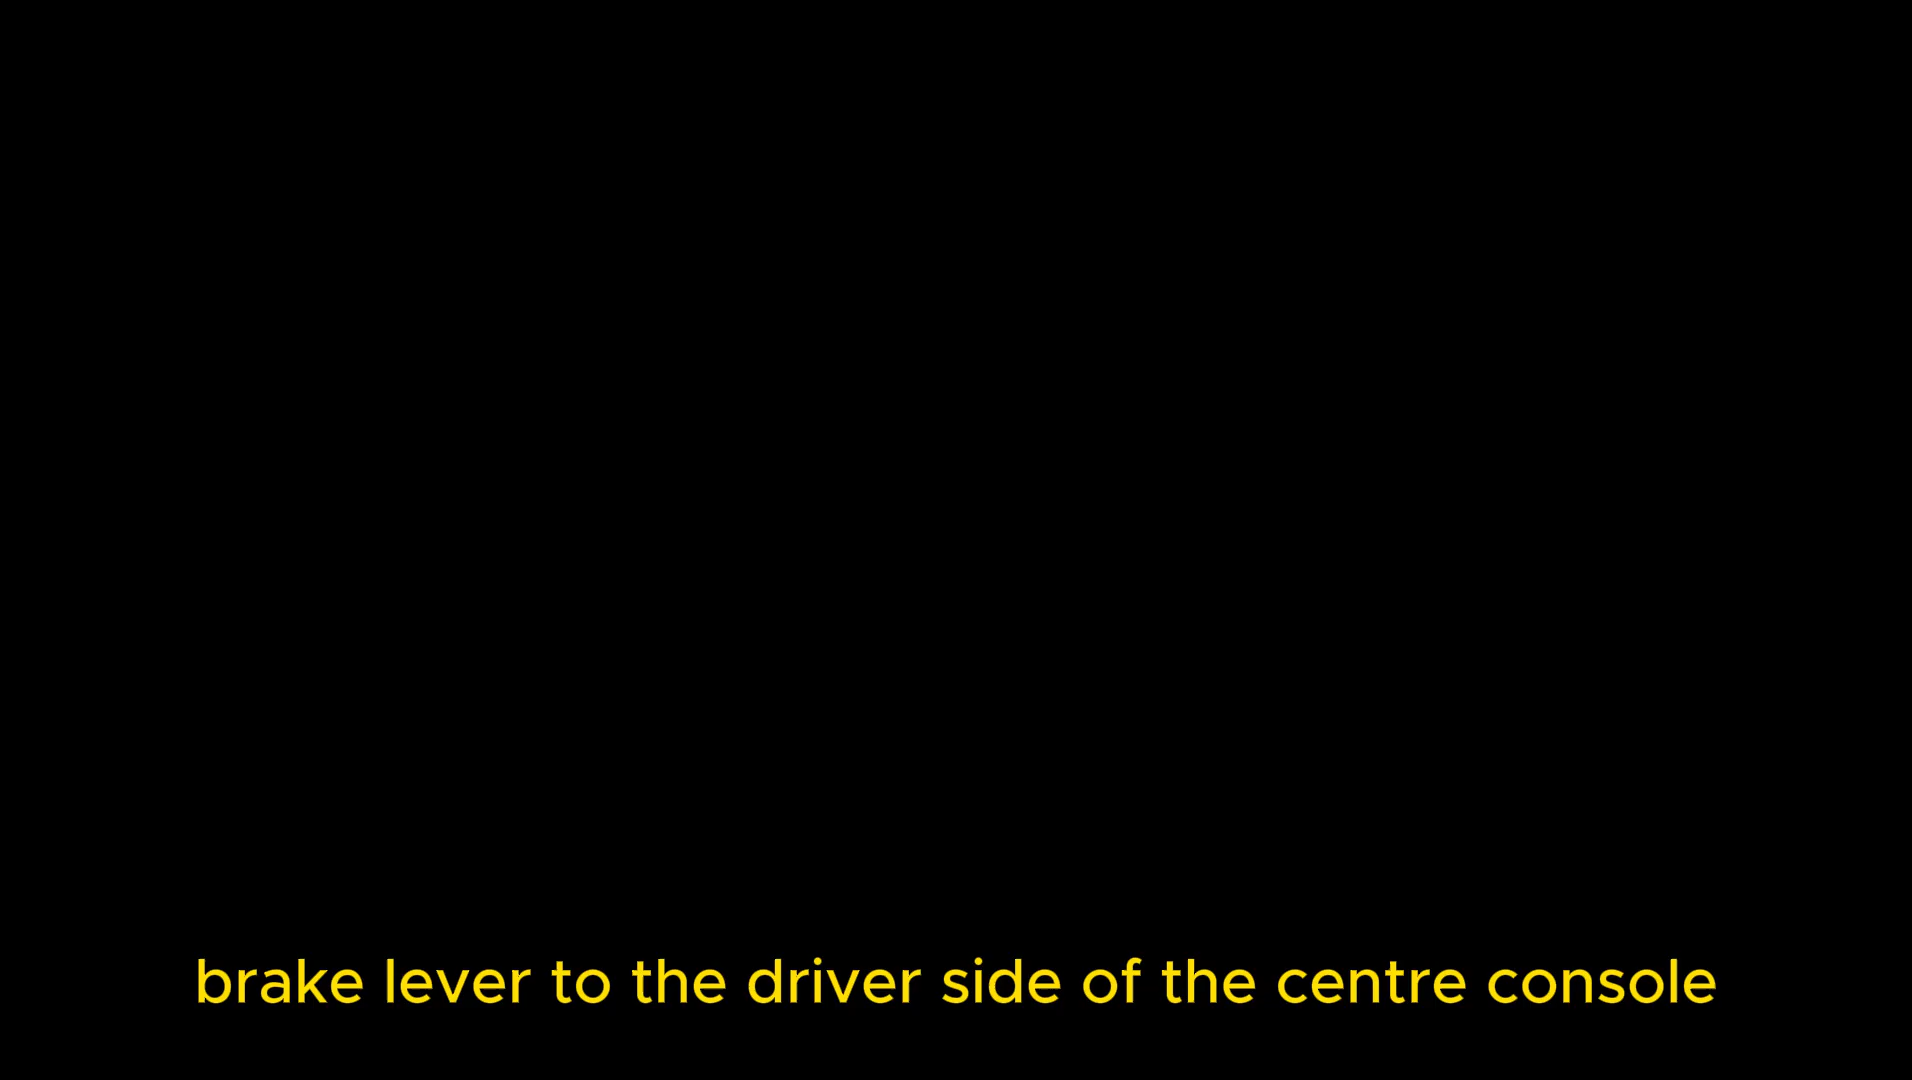 brake lever to the driver side of the centre console